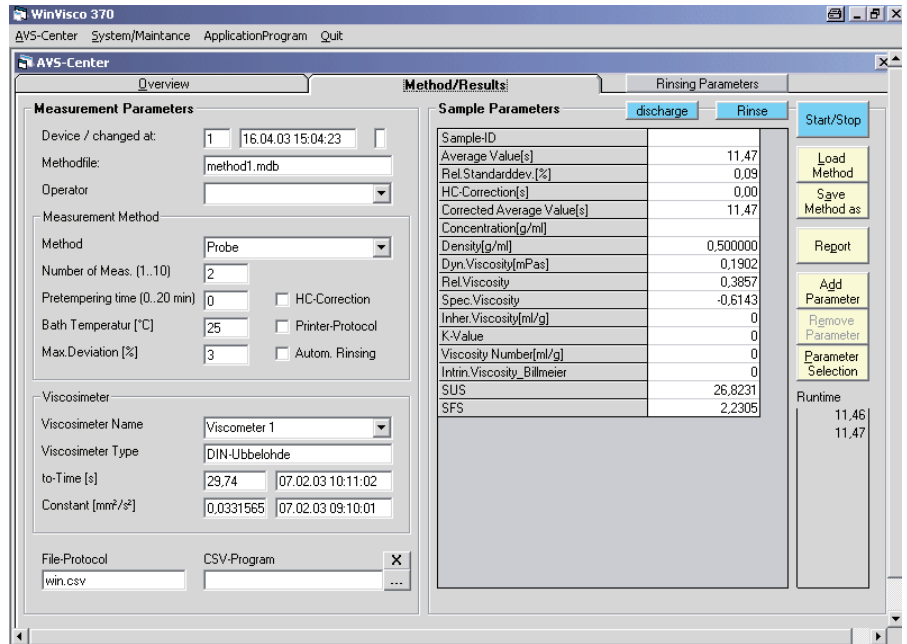 WinVisco 370
AVS-Center System/Maintance ApplicationProgram Quit
AVS-Center
Overview Method/Results Rinsing Parameters
Measurement Parameters
Device / changed at: 1 16.04.03 15:04:23
Methodfile: method1.mdb
Operator
Measurement Method
Method Probe
Number of Meas. (1..10) 2
Pretempering time (0..20 min) 0 HC-Correction
Bath Temperatur [°C] 25 Printer-Protocol
Max.Deviation [%] 3 Autom. Rinsing
Viscosimeter
Viscosimeter Name Viscometer 1
Viscosimeter Type DIN-Ubbelohde
to-Time [s] 29,74 07.02.03 10:11:02
Constant [mm²/s²] 0,0331565 07.02.03 09:10:01
File-Protocol CSV-Program X
win.csv ...
Sample Parameters discharge Rinse
Sample-ID
Average Value[s] 11,47
Rel.Standarddev.[%] 0,09
HC-Correction[s] 0,00
Corrected Average Value[s] 11,47
Concentration[g/ml]
Density[g/ml] 0,500000
Dyn.Viscosity[mPas] 0,1902
Rel.Viscosity 0,3857
Spec.Viscosity -0,6143
Inher.Viscosity[ml/g] 0
K-Value 0
Viscosity Number[ml/g] 0
Intrin.Viscosity_Billmeier 0
SUS 26,8231
SFS 2,2305
Start/Stop
Load
Method
Save
Method as
Report
Add
Parameter
Remove
Parameter
Parameter
Selection
Runtime
11,46
11,47